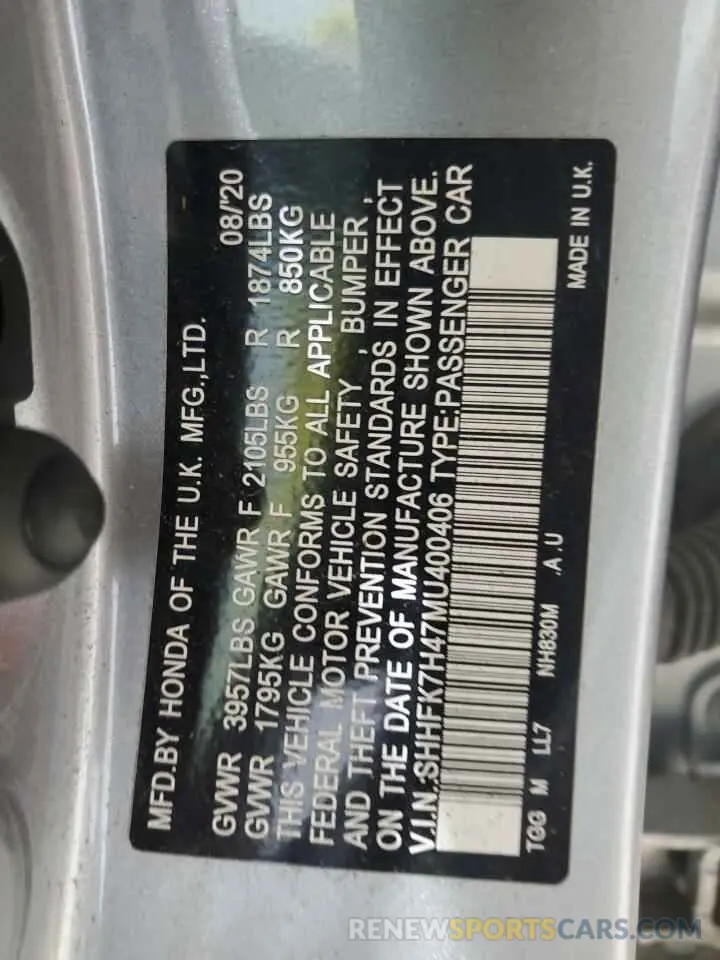 MFD.BY HONDA OF THE U.K. MFG.,LTD.
08/'20
GVWR 3957LBS GAWR F 2105LBS R 1874LBS
GVWR 1795KG GAWR F 955KG R 850KG
THIS VEHICLE CONFORMS TO ALL APPLICABLE
FEDERAL MOTOR VEHICLE SAFETY , BUMPER ,
AND THEFT PREVENTION STANDARDS IN EFFECT
ON THE DATE OF MANUFACTURE SHOWN ABOVE.
V.I.N.:SHHFK7H47MU400406 TYPE:PASSENGER CAR
TGG M LL7 NH830M .A.U MADE IN U.K.
RENEWSPORTSCARS.COM